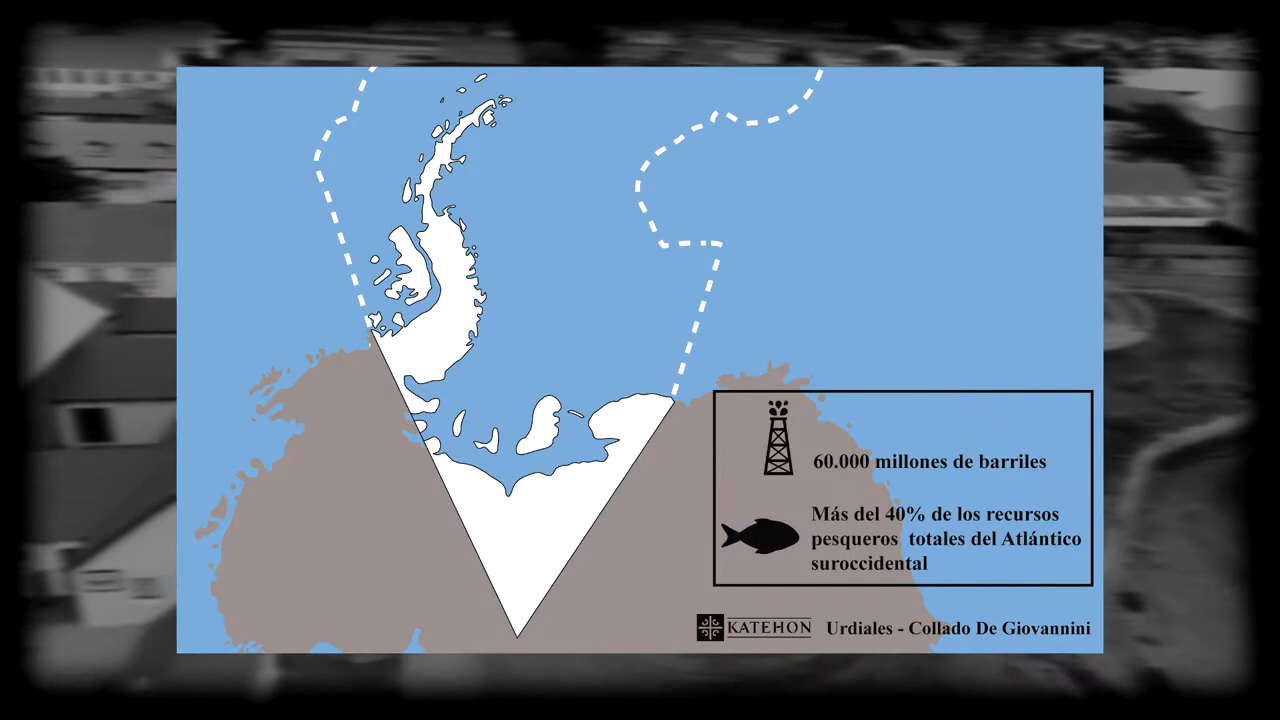 60.000 millones de barriles
Más del 40% de los recursos
pesqueros totales del Atlántico
suroccidental
KATEHON Urdiales - Collado De Giovannini